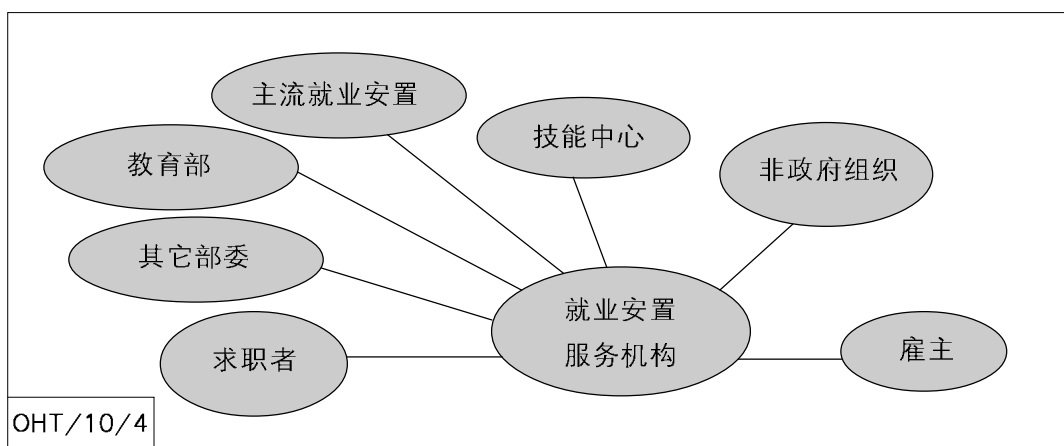 主流就业安置
技能中心
教育部
非政府组织
其它部委
就业安置
服务机构
求职者
雇主
OHT/10/4